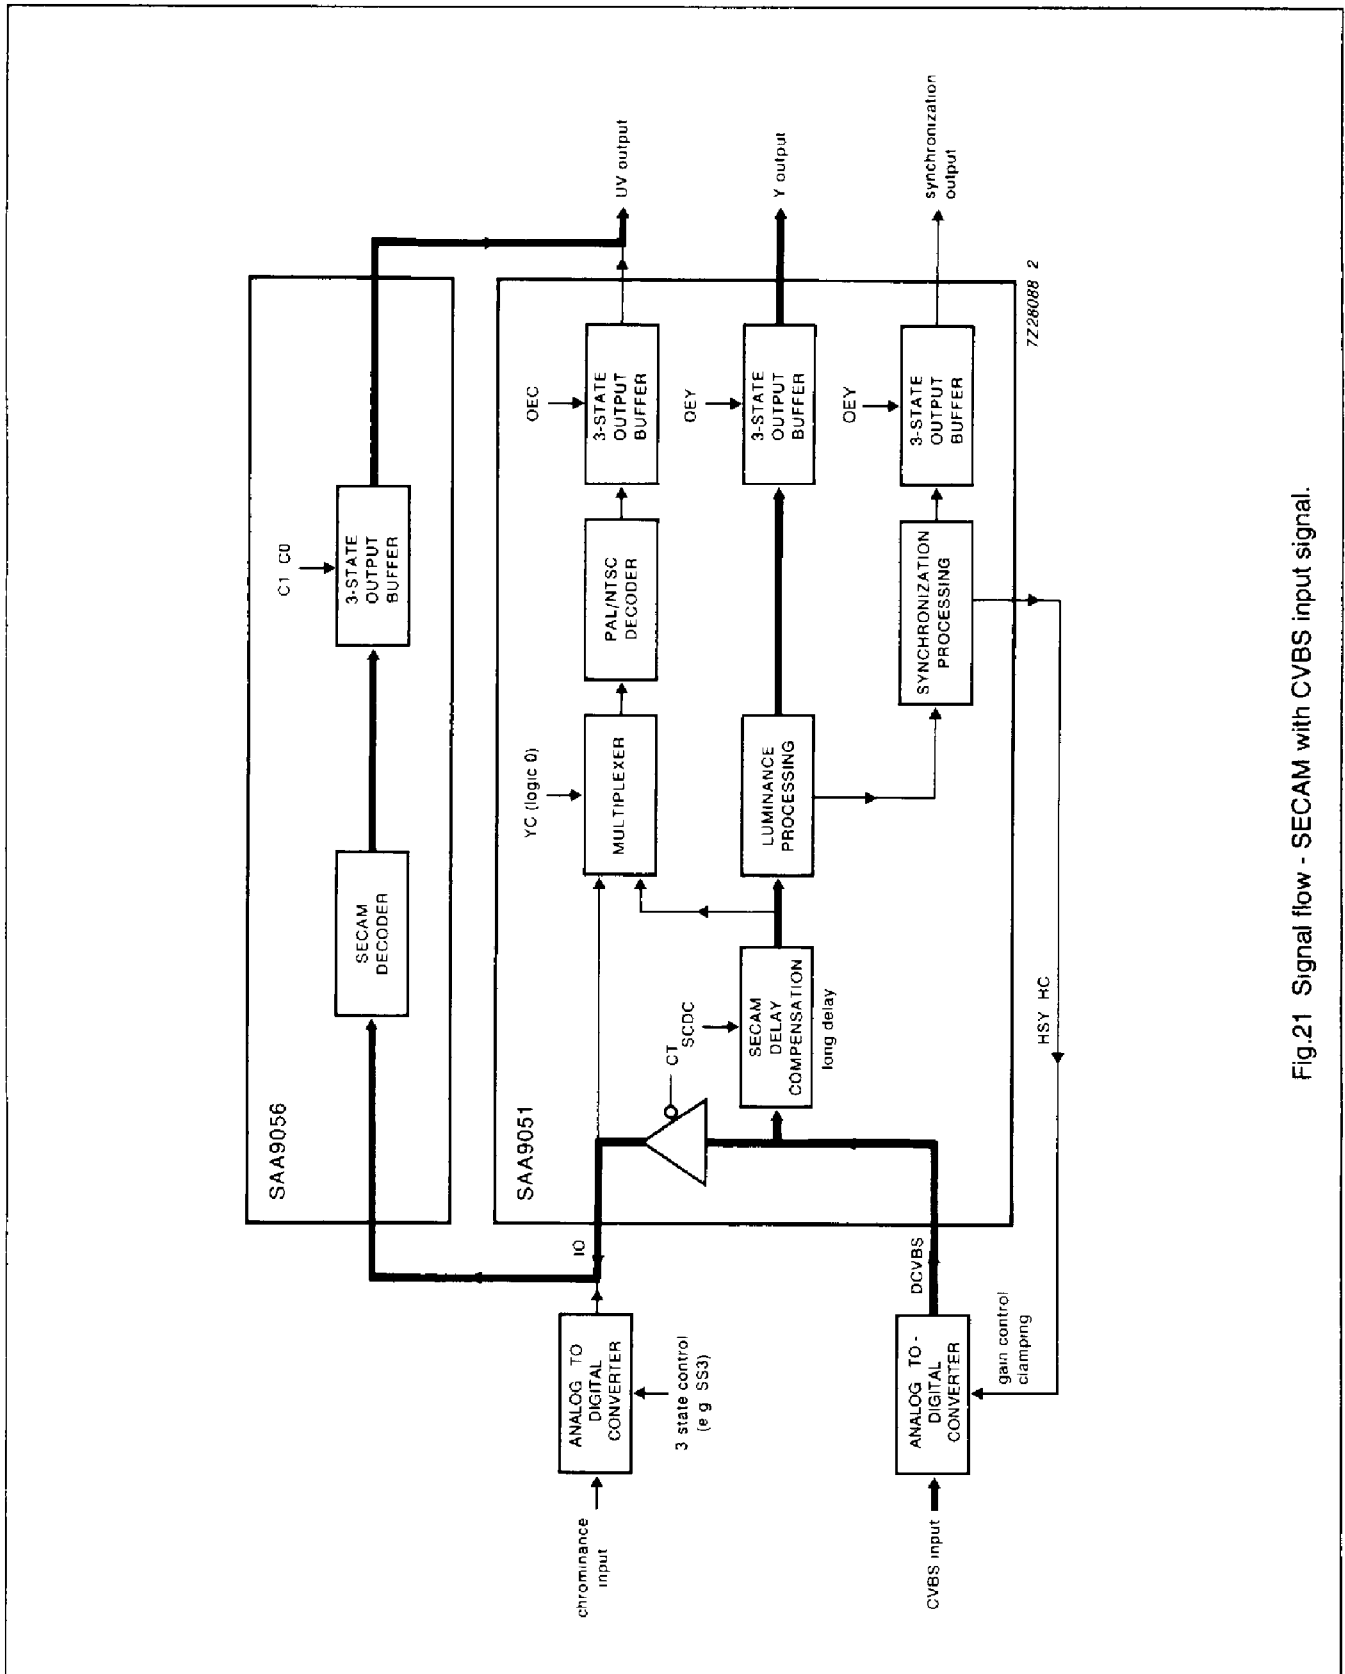 SAA9056
SECAM
DECODER
C1 C0
3-STATE
OUTPUT
BUFFER
UV output
chrominance
input
ANALOG TO
DIGITAL
CONVERTER
3 state control
(e g SS3)
IO
SAA9051
CT
YC (logic 0)
MULTIPLEXER
PAL/NTSC
DECODER
OEC
3-STATE
OUTPUT
BUFFER
SCDC
SECAM
DELAY
COMPENSATION
long delay
LUMINANCE
PROCESSING
OEY
3-STATE
OUTPUT
BUFFER
Y output
CVBS input
ANALOG TO -
DIGITAL
CONVERTER
DCVBS
gain control
clamping
SYNCHRONIZATION
PROCESSING
OEY
3-STATE
OUTPUT
BUFFER
synchronization
output
HSY HC
7Z28088 2
Fig.21 Signal flow - SECAM with CVBS input signal.